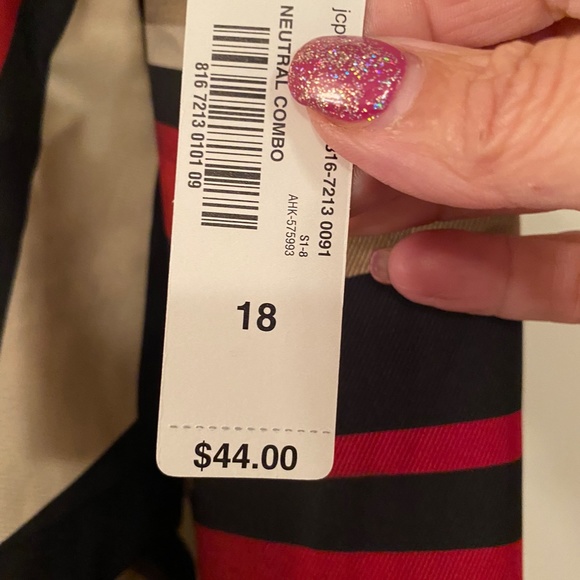 jcp
816-7213 0091
NEUTRAL COMBO
816 7213 0101 09
S1-8
AHK-575993
18
$44.00